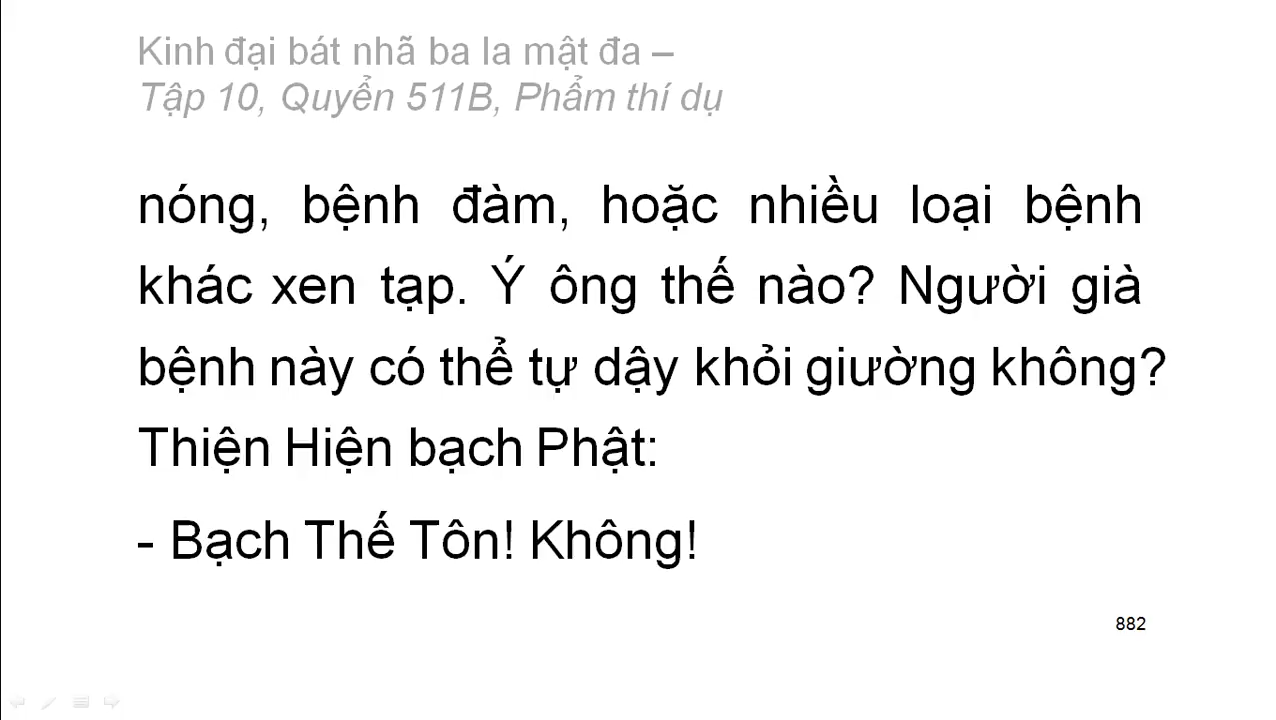 Kinh đại bát nhã ba la mật đa –
Tập 10, Quyển 511B, Phẩm thí dụ
nóng, bệnh đàm, hoặc nhiều loại bệnh
khác xen tạp. Ý ông thế nào? Người già
bệnh này có thể tự dậy khỏi giường không?
Thiện Hiện bạch Phật:
- Bạch Thế Tôn! Không!
882